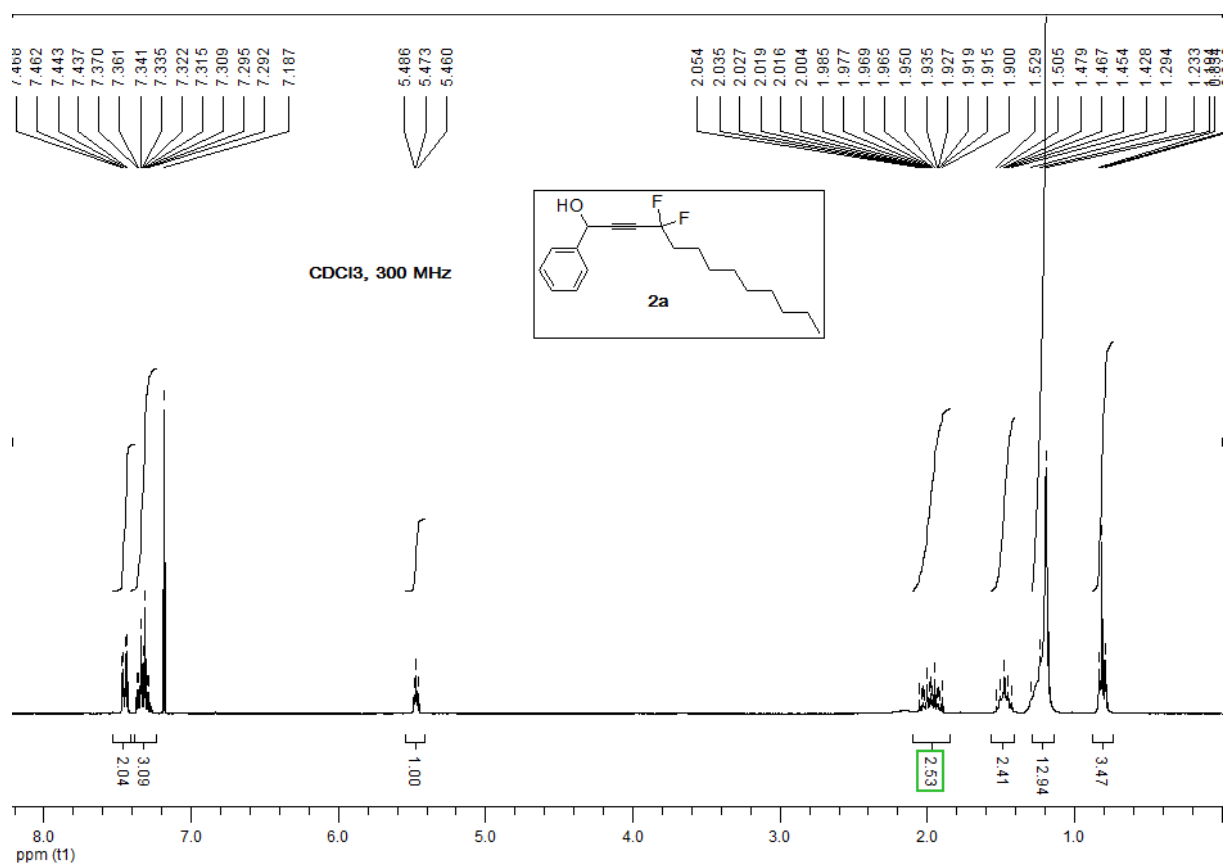 7.468 7.462 7.443 7.437 7.370 7.361 7.341 7.335 7.322 7.315 7.309 7.295 7.292 7.187 5.486 5.473 5.460 2.054 2.035 2.027 2.019 2.016 2.004 1.985 1.977 1.969 1.965 1.950 1.935 1.927 1.919 1.915 1.900 1.529 1.505 1.479 1.467 1.454 1.428 1.294 1.233
HO F
F
CDCl3, 300 MHz
2a
2.04 3.09 1.00 2.53 2.41 12.94 3.47
8.0 7.0 6.0 5.0 4.0 3.0 2.0 1.0
ppm (t1)